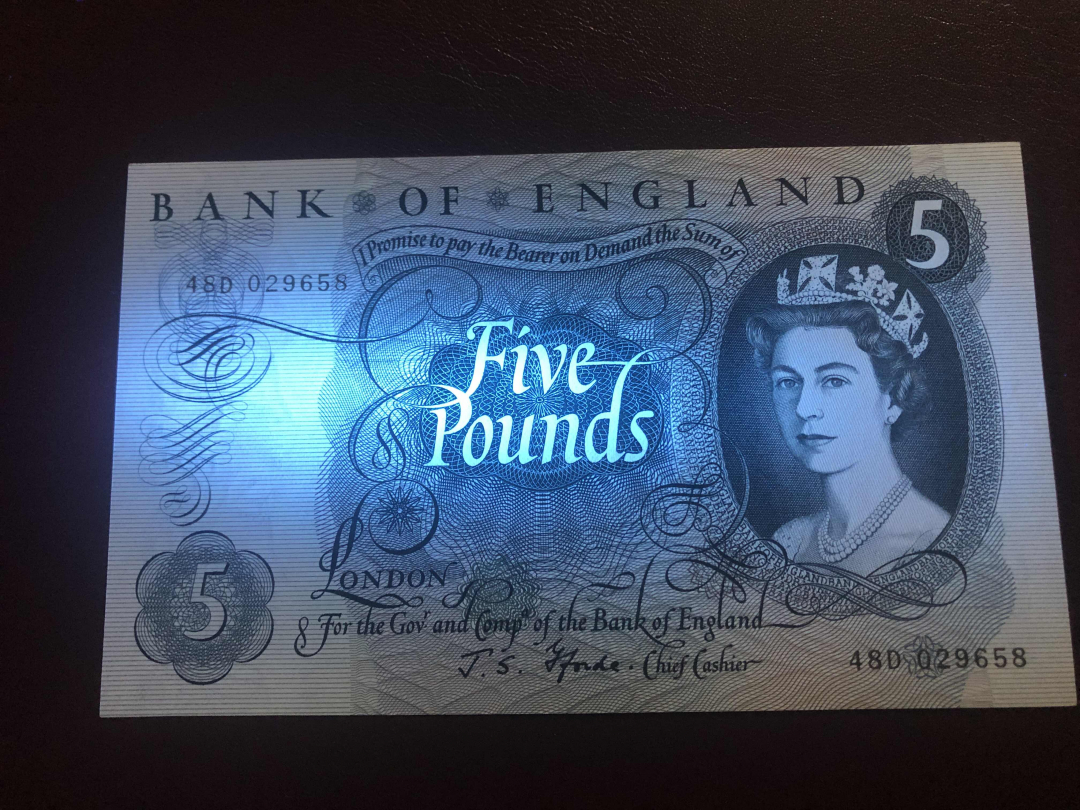 BANK OF ENGLAND
5
I Promise to pay the Bearer on Demand the Sum of
48D 029658
Five
Pounds
LONDON
5
For the Govr and Compa of the Bank of England
J. S. Fforde. Chief Cashier
48D 029658